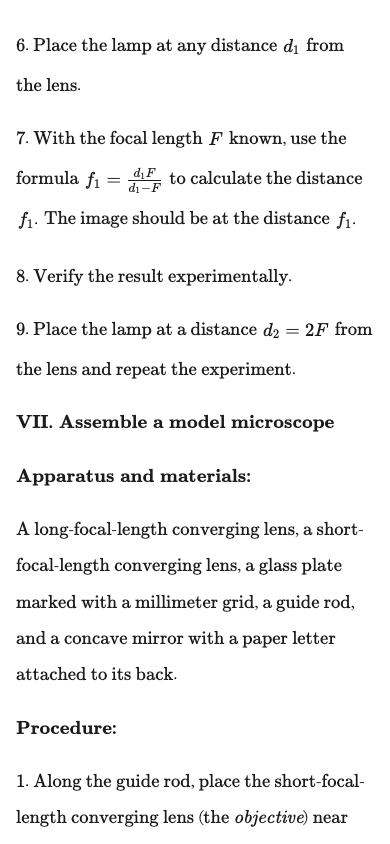 6. Place the lamp at any distance d₁ from
the lens.
7. With the focal length F known, use the
formula f₁ = d₁F/(d₁−F) to calculate the distance
f₁. The image should be at the distance f₁.
8. Verify the result experimentally.
9. Place the lamp at a distance d₂ = 2F from
the lens and repeat the experiment.
VII. Assemble a model microscope
Apparatus and materials:
A long-focal-length converging lens, a short-
focal-length converging lens, a glass plate
marked with a millimeter grid, a guide rod,
and a concave mirror with a paper letter
attached to its back.
Procedure:
1. Along the guide rod, place the short-focal-
length converging lens (the objective) near